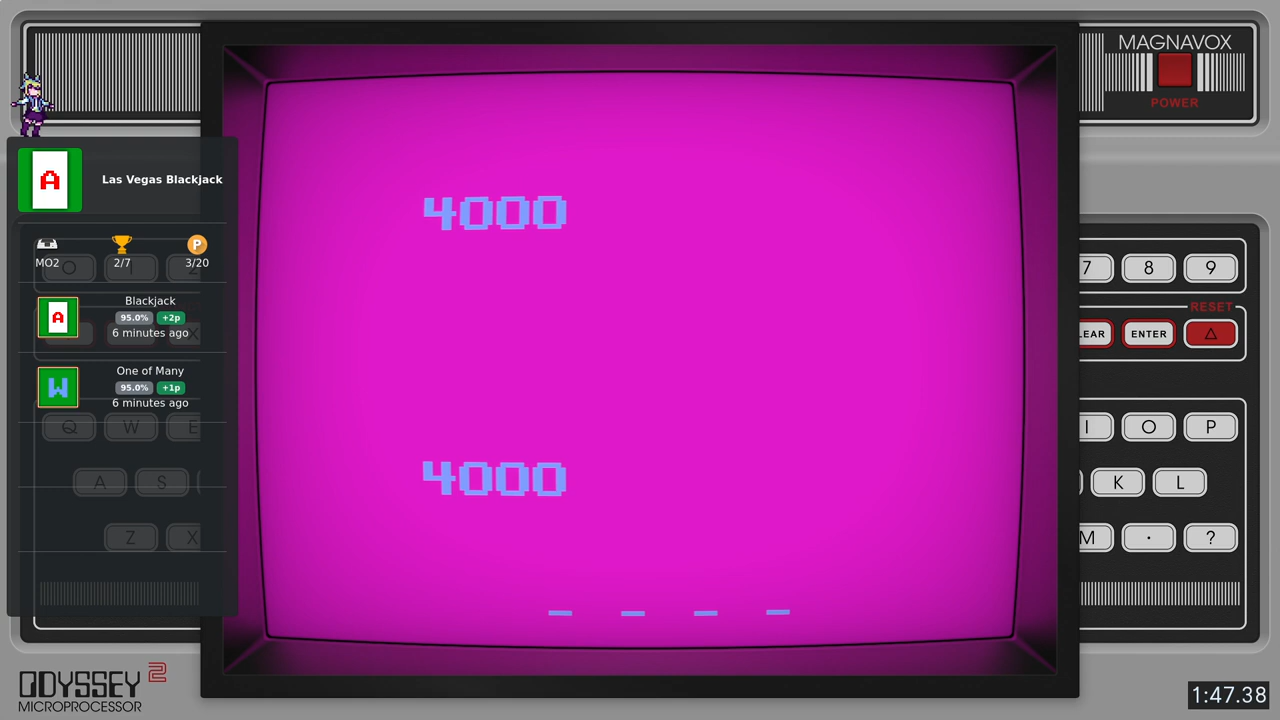 MAGNAVOX
POWER
A
Las Vegas Blackjack
P
MO2
2/7
3/20
A
Blackjack
95.0%
+2p
6 minutes ago
W
One of Many
95.0%
+1p
6 minutes ago
4000
4000
_ _ _ _
7
8
9
RESET
EAR
ENTER
Q
W
E
I
O
P
A
S
K
L
Z
X
M
.
?
ODYSSEY 2
MICROPROCESSOR
1:47.38